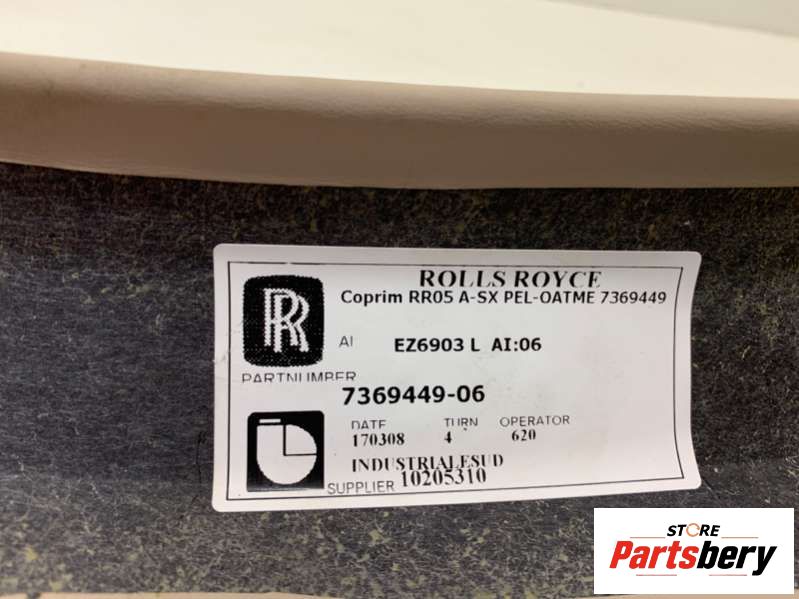 ROLLS ROYCE
Coprim RR05 A-SX PEL-OATME 7369449
RR
AI EZ6903 L AI:06
PARTNUMBER
7369449-06
DATE TURN OPERATOR
170308 4 620
INDUSTRIALESUD
SUPPLIER 10205310
STORE
Partsbery